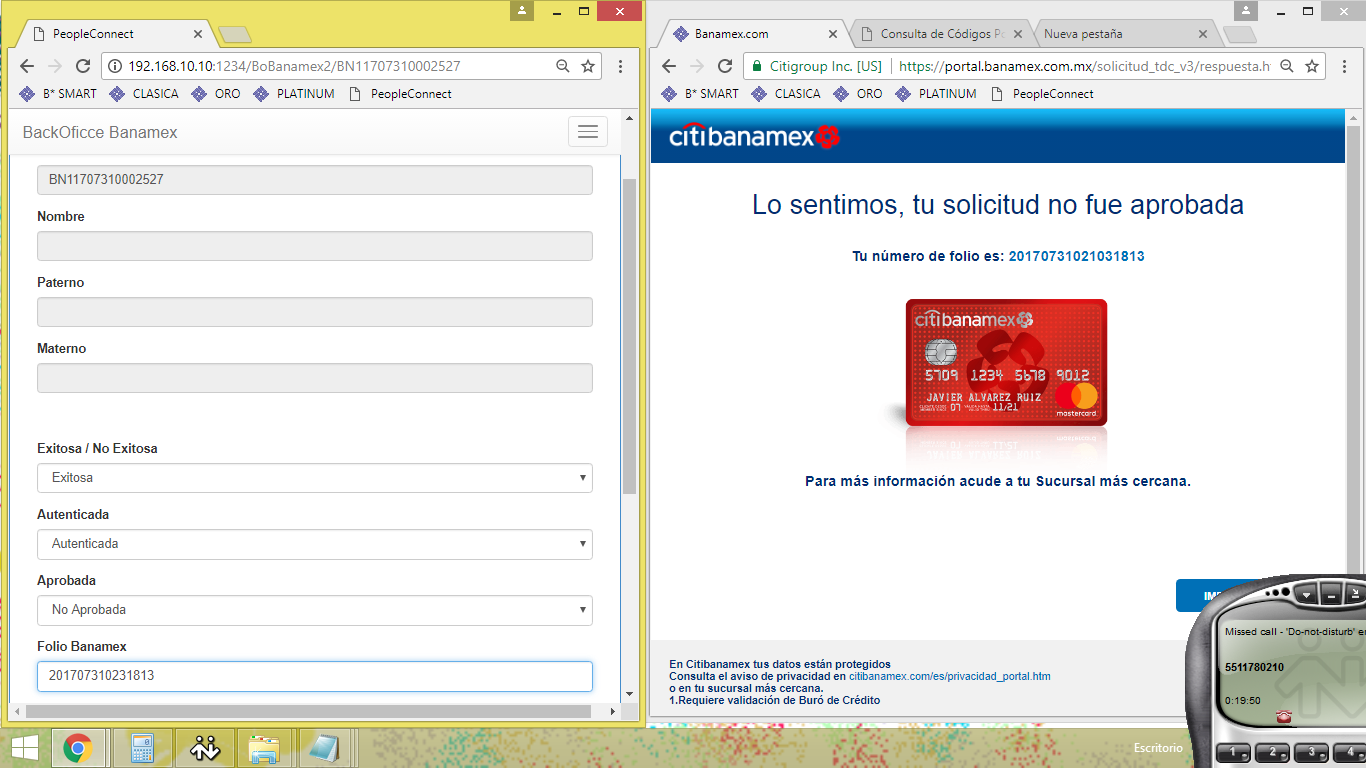 PeopleConnect
192.168.10.10:1234/BoBanamex2/BN11707310002527
B* SMART CLASICA ORO PLATINUM PeopleConnect
BackOficce Banamex
BN11707310002527
Nombre
Paterno
Materno
Exitosa / No Exitosa
Exitosa
Autenticada
Autenticada
Aprobada
No Aprobada
Folio Banamex
201707310231813
Banamex.com Consulta de Códigos Po Nueva pestaña
Citigroup Inc. [US] https://portal.banamex.com.mx/solicitud_tdc_v3/respuesta.h
B* SMART CLASICA ORO PLATINUM PeopleConnect
citibanamex
Lo sentimos, tu solicitud no fue aprobada
Tu número de folio es: 20170731021031813
citibanamex
5709 1234 5678 9012
07 11/21
JAVIER ALVAREZ RUIZ
mastercard
Para más información acude a tu Sucursal más cercana.
IM
En Citibanamex tus datos están protegidos
Consulta el aviso de privacidad en citibanamex.com/es/privacidad_portal.htm
o en tu sucursal más cercana.
1.Requiere validación de Buró de Crédito
Missed call - 'Do-not-disturb' e
5511780210
0:19:50
1 2 3 4
Escritorio